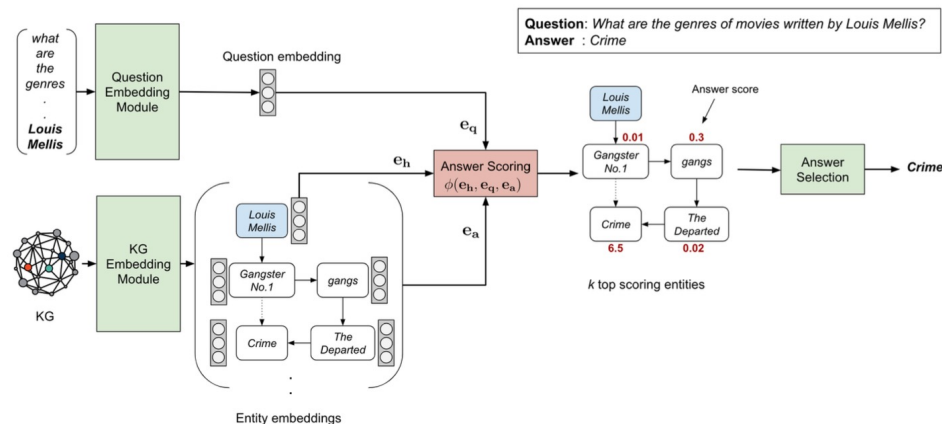 Question: What are the genres of movies written by Louis Mellis?
Answer : Crime
what
are
the
genres
.
.
Louis
Mellis
Question
Embedding
Module
Question embedding
e_q
e_h
Answer Scoring
ϕ(e_h, e_q, e_a)
e_a
KG
KG
Embedding
Module
Louis
Mellis
Gangster
No.1
gangs
Crime
The
Departed
.
.
Entity embeddings
Louis
Mellis
Answer score
0.01
0.3
Gangster
No.1
gangs
Crime
The
Departed
6.5
0.02
k top scoring entities
Answer
Selection
Crime